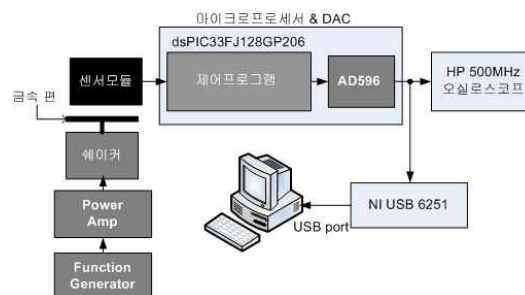 마이크로프로세서 & DAC
dsPIC33FJ128GP206
센서모듈
제어프로그램
AD596
HP 500MHz
오실로스코프
금속 편
쉐이커
Power
Amp
Function
Generator
USB port
NI USB 6251